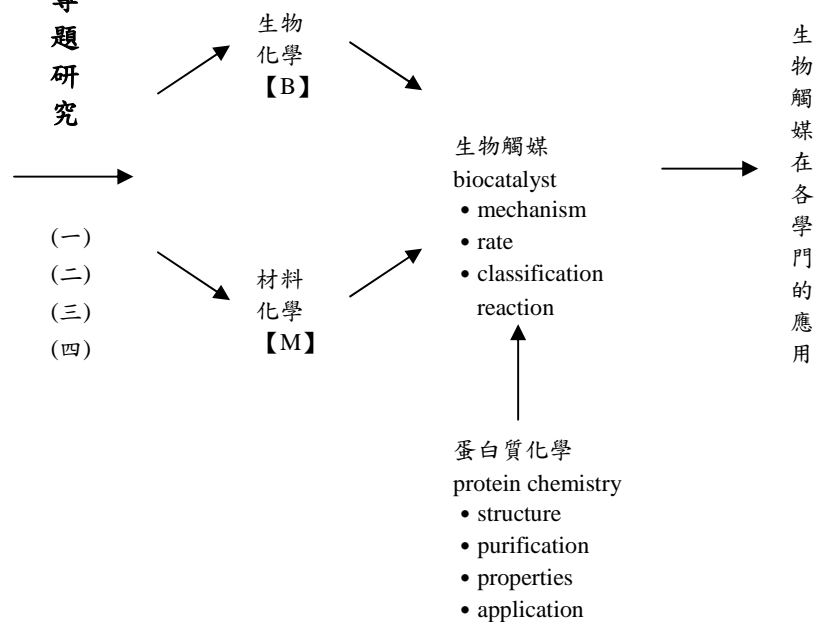 題研究
(一)
(二)
(三)
(四)
生物
化學
【B】
材料
化學
【M】
生物觸媒
biocatalyst
• mechanism
• rate
• classification
reaction
蛋白質化學
protein chemistry
• structure
• purification
• properties
• application
生物觸媒在各學門的應用